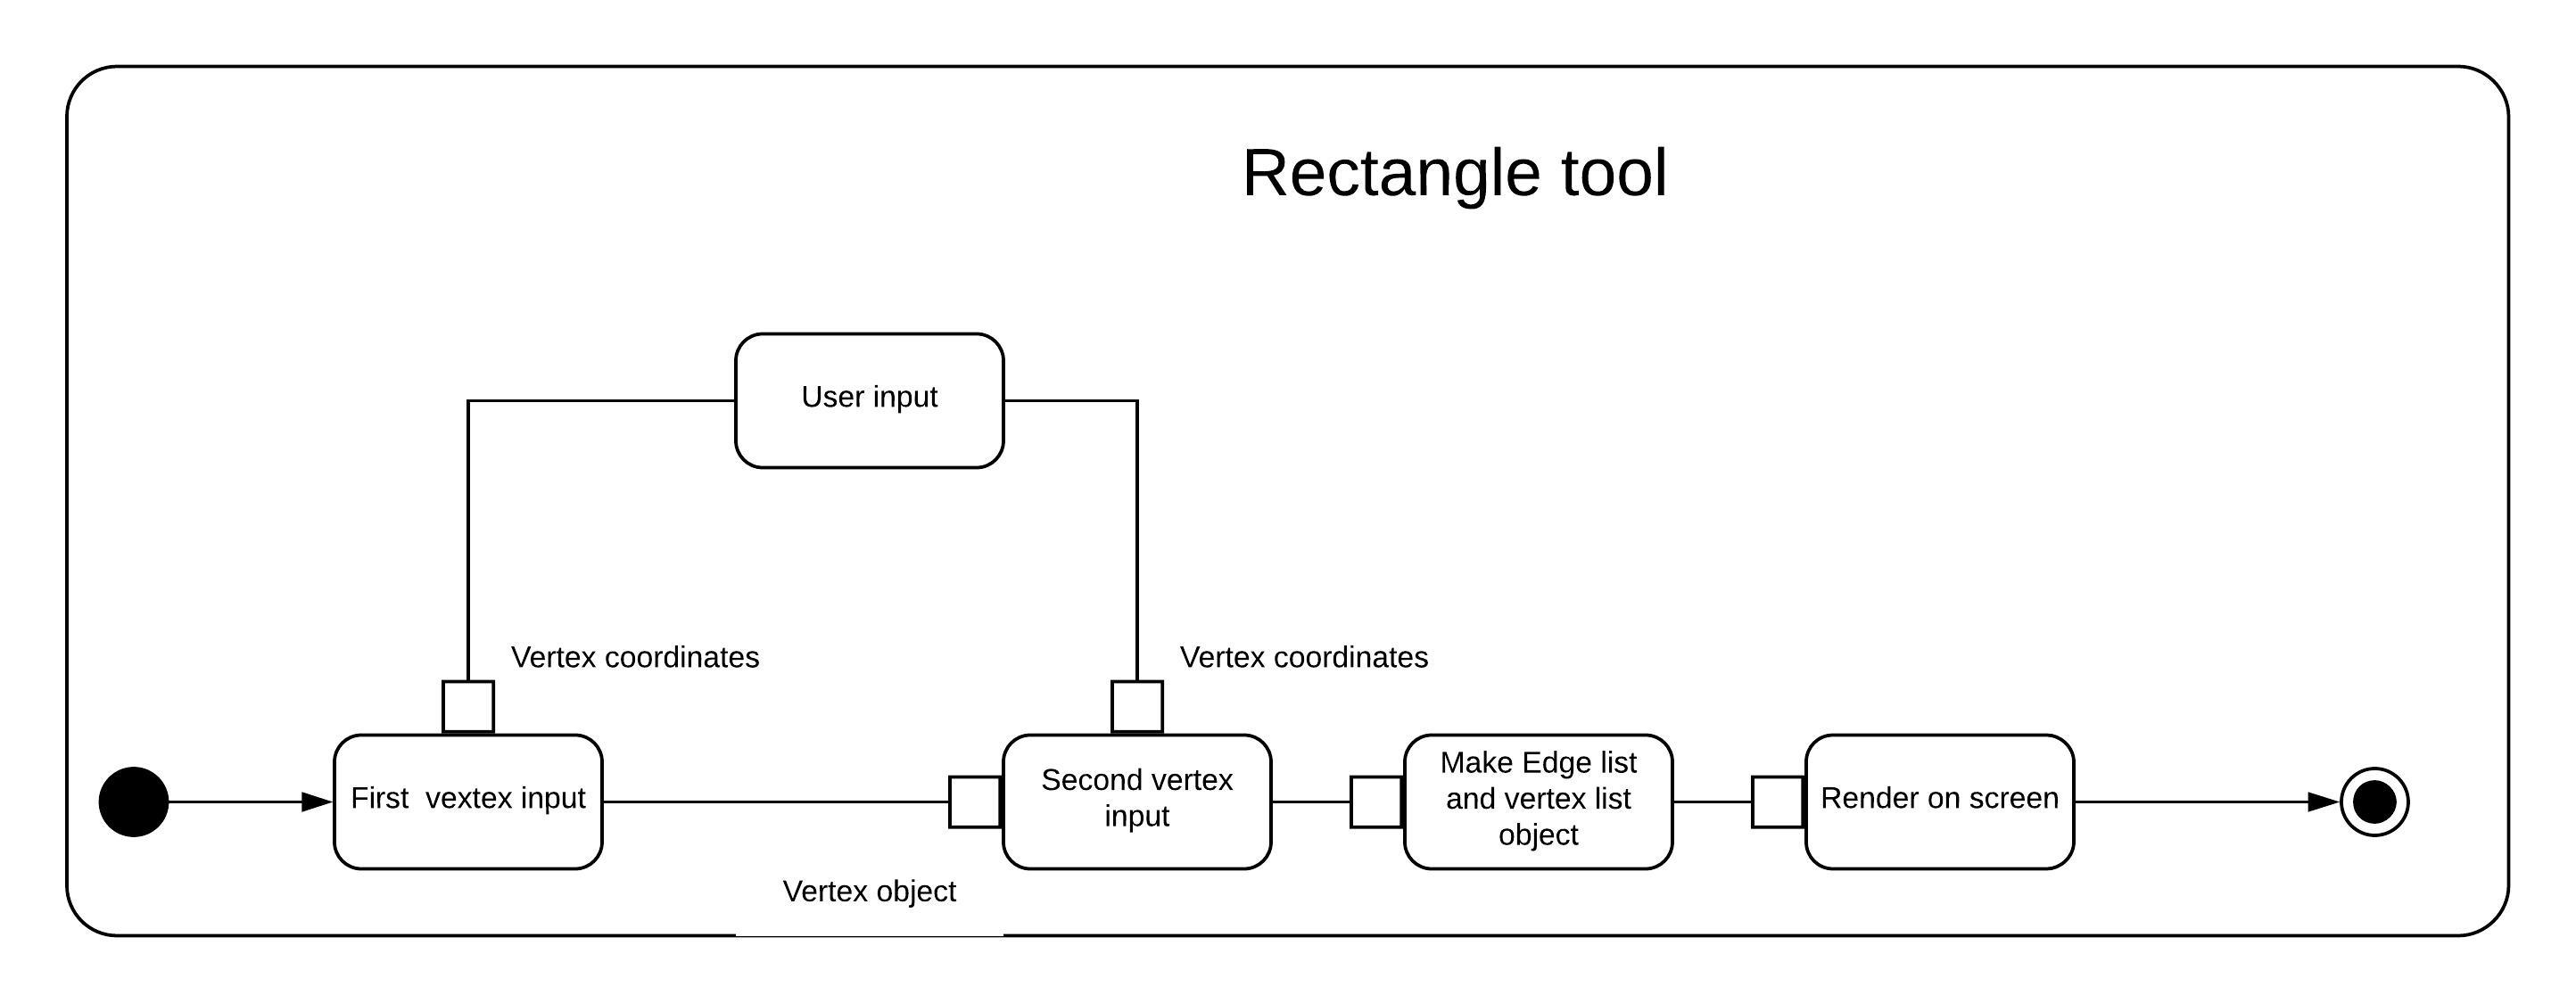 Rectangle tool
User input
Vertex coordinates
Vertex coordinates
First  vextex input
Second vertex
input
Make Edge list
and vertex list
object
Render on screen
Vertex object